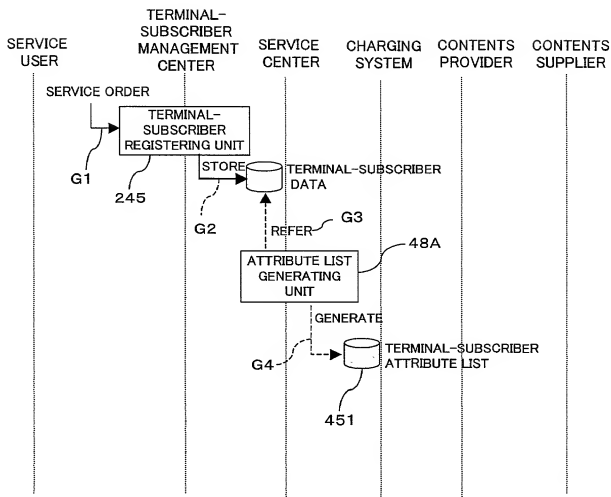 SERVICE
USER
TERMINAL-
SUBSCRIBER
MANAGEMENT
CENTER
SERVICE
CENTER
CHARGING
SYSTEM
CONTENTS
PROVIDER
CONTENTS
SUPPLIER
SERVICE ORDER
TERMINAL-
SUBSCRIBER
REGISTERING UNIT
G1
245
STORE
G2
TERMINAL-SUBSCRIBER
DATA
REFER
G3
48A
ATTRIBUTE LIST
GENERATING
UNIT
GENERATE
G4
TERMINAL-SUBSCRIBER
ATTRIBUTE LIST
451